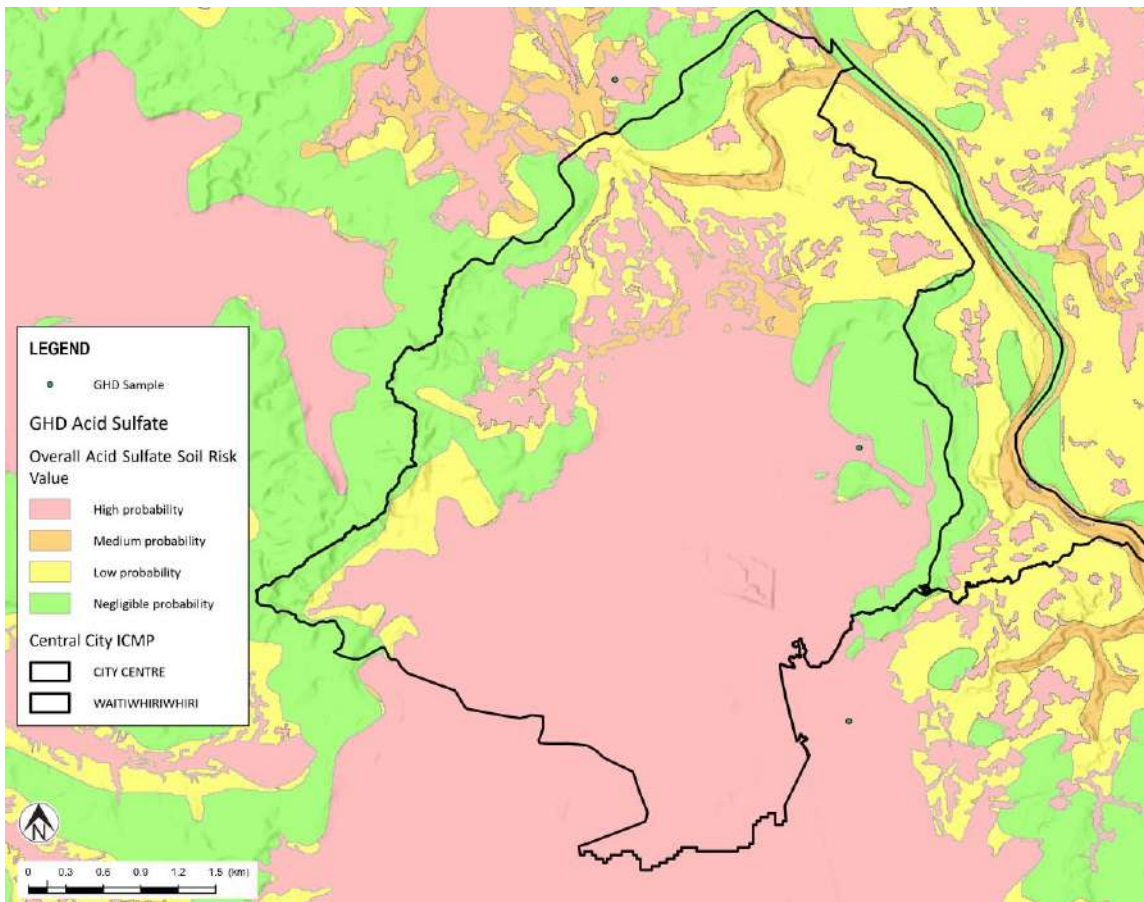 LEGEND
GHD Sample
GHD Acid Sulfate
Overall Acid Sulfate Soil Risk
Value
High probability
Medium probability
Low probability
Negligible probability
Central City ICMP
CITY CENTRE
WAITIWHIRIWHIRI
N
0 0.3 0.6 0.9 1.2 1.5 (km)